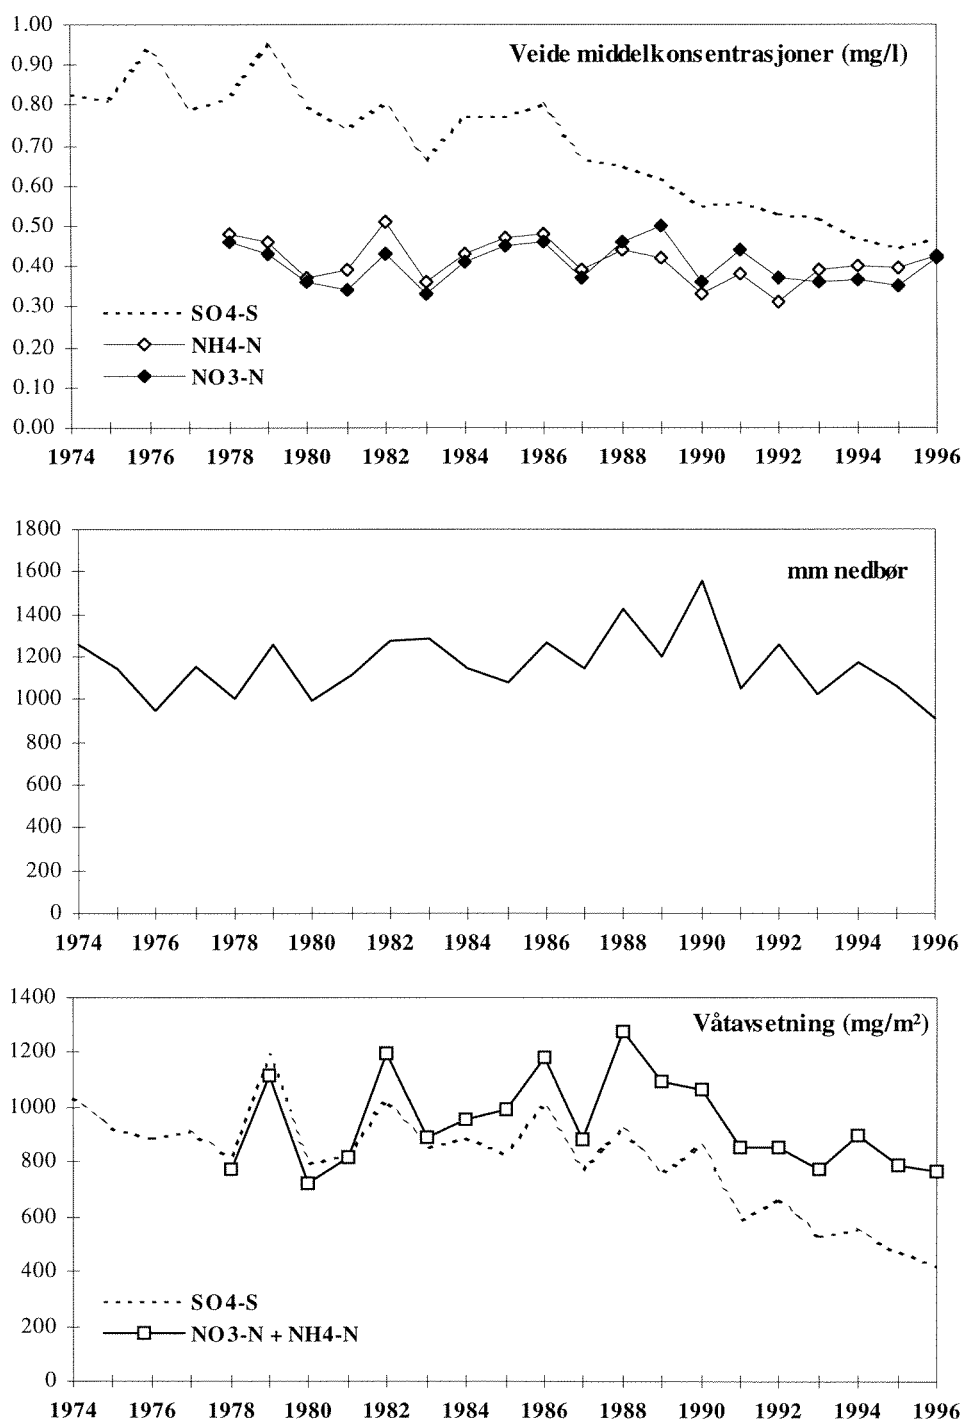 1.00
Veide middelkonsentrasjoner (mg/l)
0.90
0.80
0.70
0.60
0.50
0.40
0.30
SO4-S
0.20
NH4-N
NO3-N
0.10
0.00
1974 1976 1978 1980 1982 1984 1986 1988 1990 1992 1994 1996
1800
mm nedbør
1600
1400
1200
1000
800
600
400
200
0
1974 1976 1978 1980 1982 1984 1986 1988 1990 1992 1994 1996
1400
Våtavsetning (mg/m²)
1200
1000
800
600
400
SO4-S
200
NO3-N + NH4-N
0
1974 1976 1978 1980 1982 1984 1986 1988 1990 1992 1994 1996